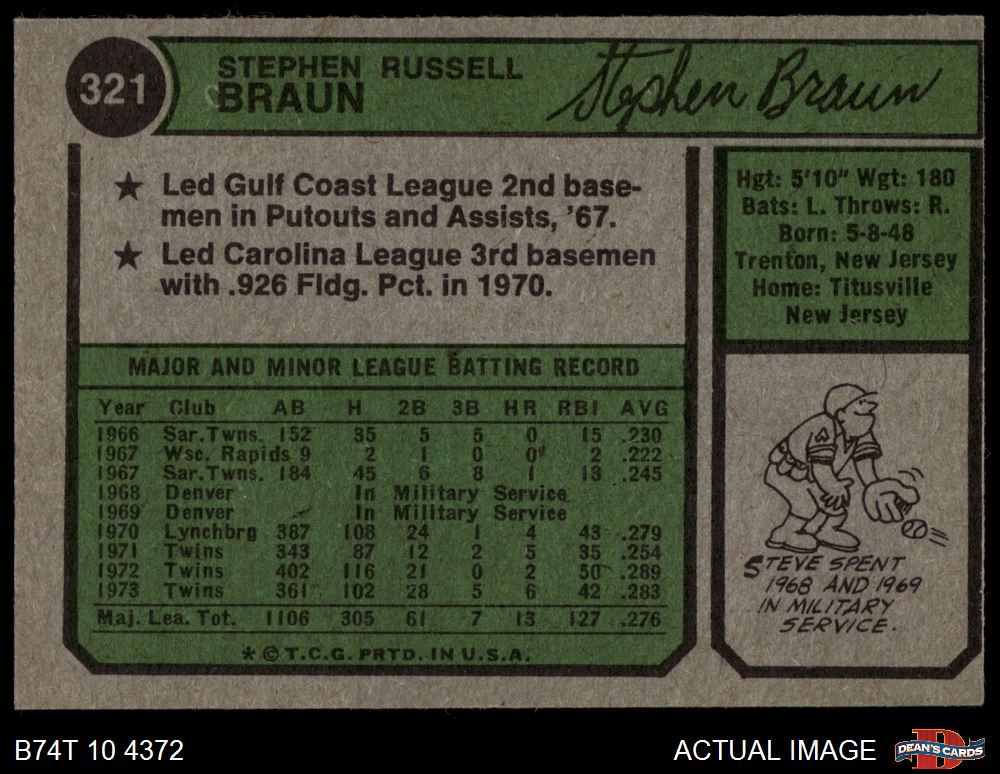 321
STEPHEN RUSSELL
BRAUN
Stephen Braun
★ Led Gulf Coast League 2nd base-
men in Putouts and Assists, '67.
★ Led Carolina League 3rd basemen
with .926 Fldg. Pct. in 1970.
Hgt: 5'10" Wgt: 180
Bats: L. Throws: R.
Born: 5-8-48
Trenton, New Jersey
Home: Titusville
New Jersey
MAJOR AND MINOR LEAGUE BATTING RECORD
Year Club AB H 2B 3B HR RBI AVG
1966 Sar.Twns. 152 35 5 5 0 15 .230
1967 Wsc. Rapids 9 2 1 0 0 2 .222
1967 Sar.Twns. 184 45 6 8 1 13 .245
1968 Denver In Military Service
1969 Denver In Military Service
1970 Lynchbrg 387 108 24 1 4 43 .279
1971 Twins 343 87 12 2 5 35 .254
1972 Twins 402 116 21 0 2 50 .289
1973 Twins 361 102 28 5 6 42 .283
Maj. Lea. Tot. 1106 305 61 7 13 127 .276
* © T.C.G. PRTD. IN U.S.A.
STEVE SPENT
1968 AND 1969
IN MILITARY
SERVICE.
B74T 10 4372
ACTUAL IMAGE
D
DEAN'S CARDS